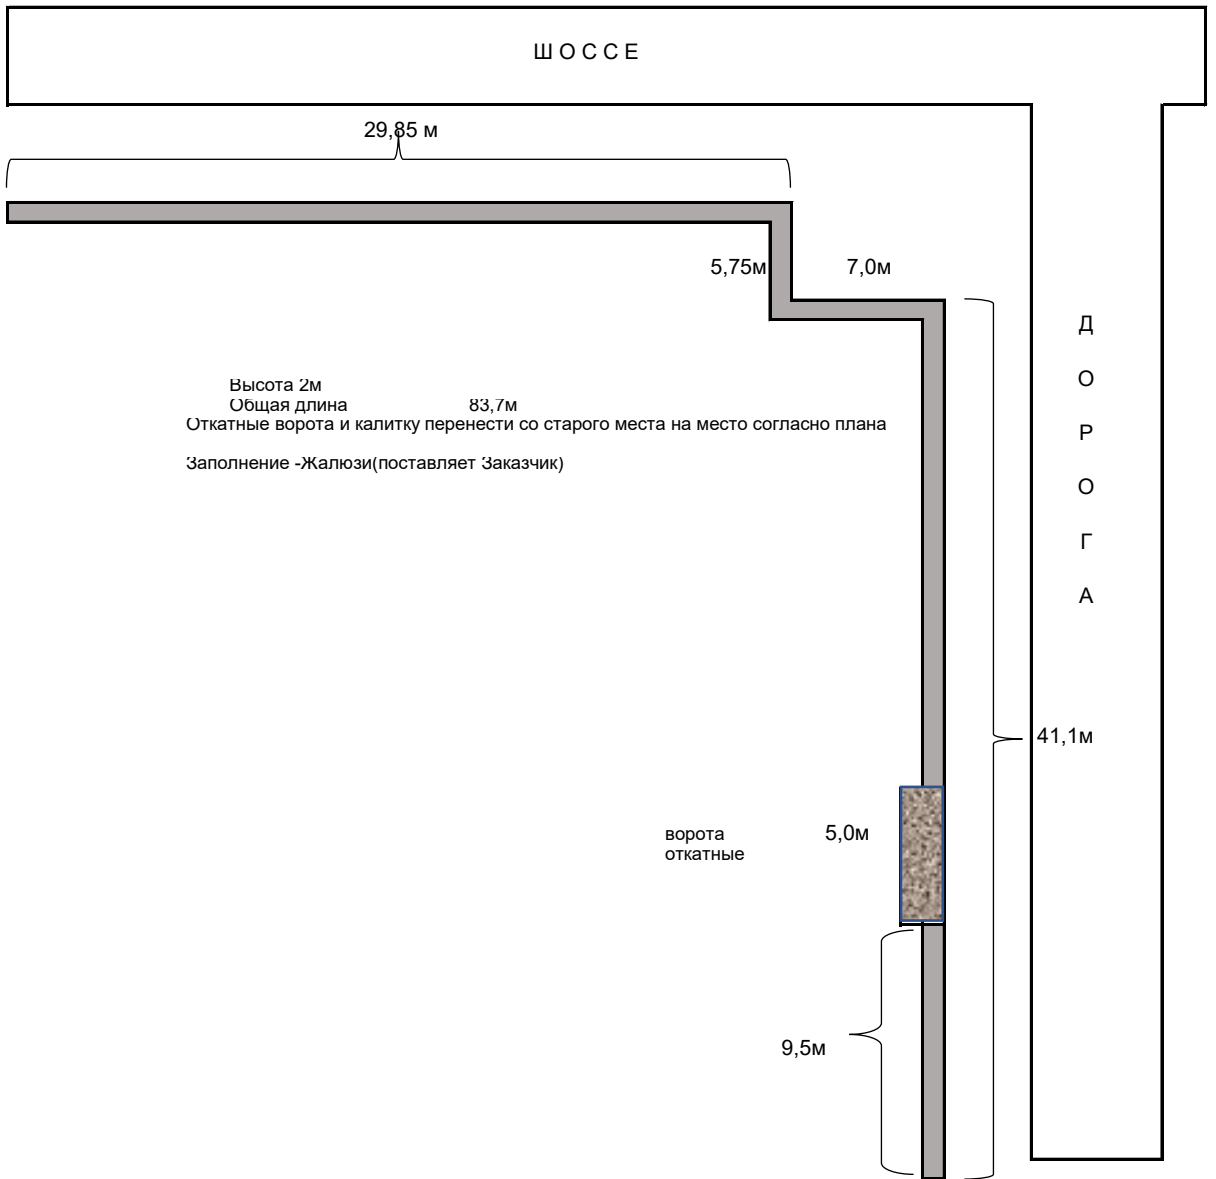 ШОССЕ
29,85 м
5,75м
7,0м
Высота 2м
Общая длина 83,7м
Откатные ворота и калитку перенести со старого места на место согласно плана
Заполнение -Жалюзи(поставляет Заказчик)
Д
О
Р
О
Г
А
41,1м
ворота
откатные
5,0м
9,5м